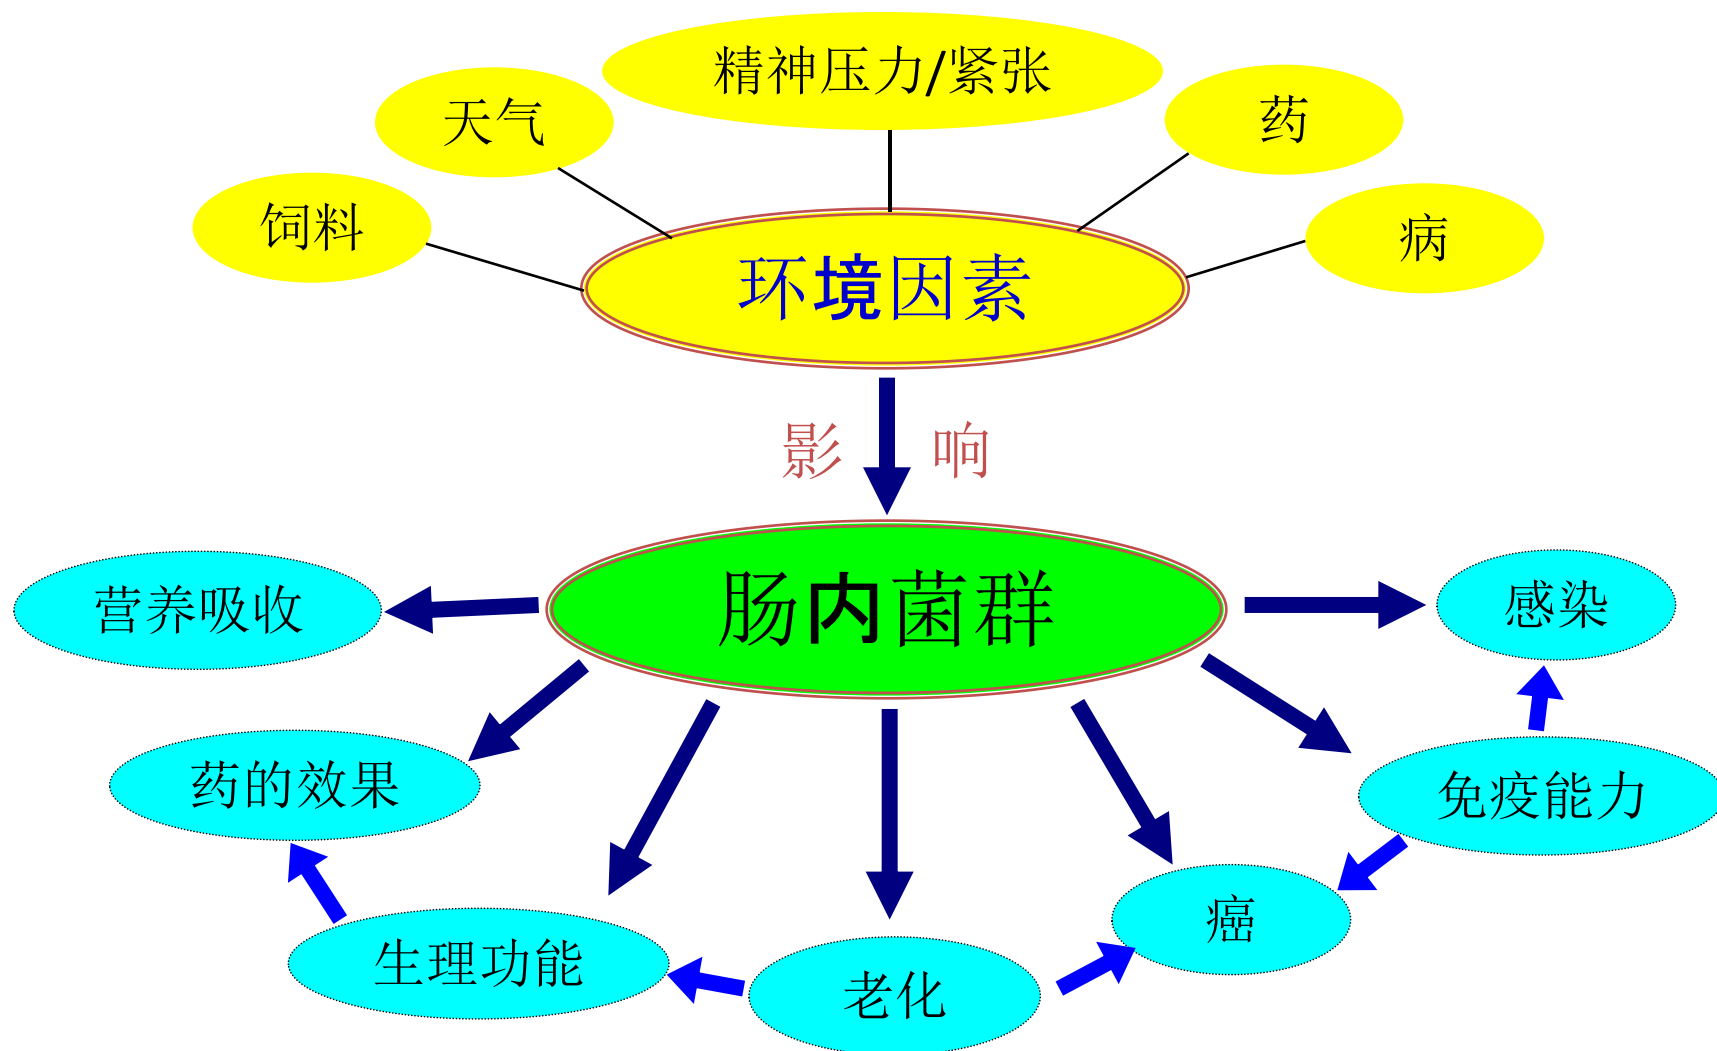 精神压力/紧张
天气
药
饲料
病
环境因素
影 响
肠内菌群
营养吸收
感染
药的效果
免疫能力
癌
生理功能
老化